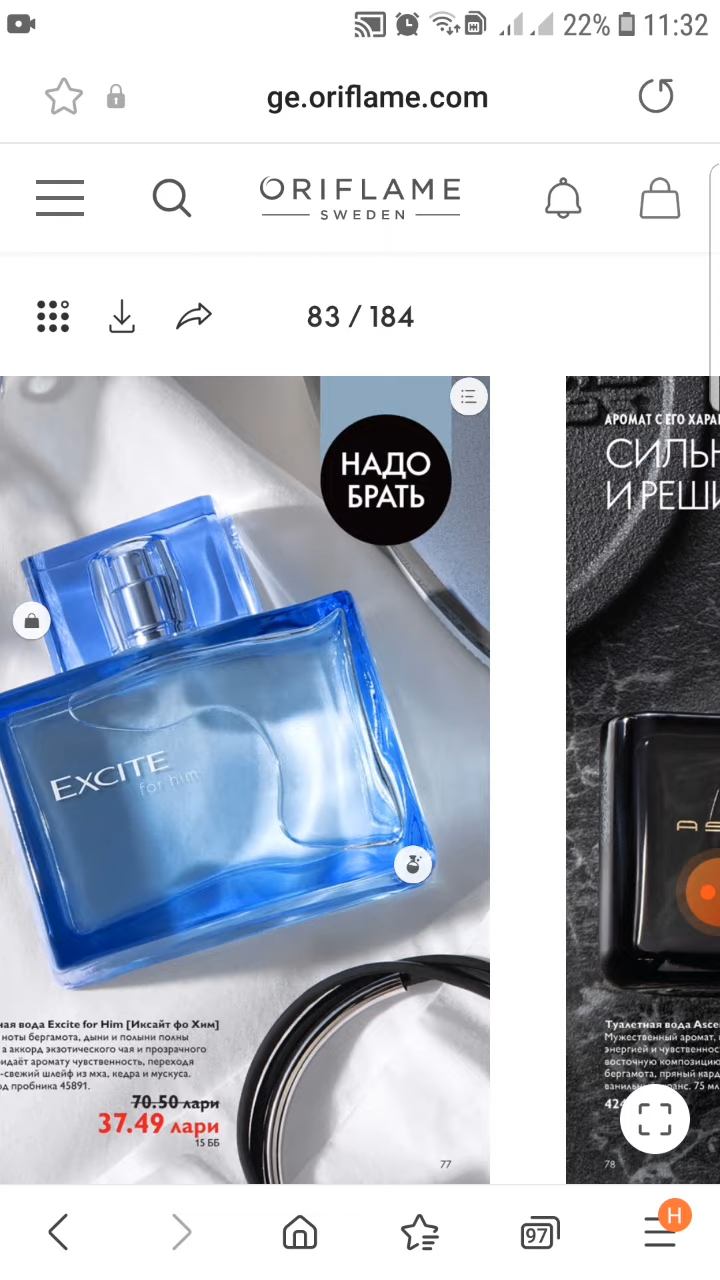 22% 11:32
ge.oriflame.com
ORIFLAME
SWEDEN
83 / 184
НАДО
БРАТЬ
EXCITE
for him
ная вода Excite for Him [Иксайт фо Хим]
ноты бергамота, дыни и полыни полны
а аккорд экзотического чая и прозрачного
идаёт аромату чувственность, переходя
-свежий шлейф из мха, кедра и мускуса.
од пробника 45891.
70.50 лари
37.49 лари
15 ББ
77
АРОМАТ С ЕГО ХАРА
СИЛЬН
И РЕШИ
AS
Туалетная вода Asce
Мужественный аромат,
энергией и чувственнос
восточную композицию
бергамота, пряный кард
ваниль 75 мл
424
78
97
H